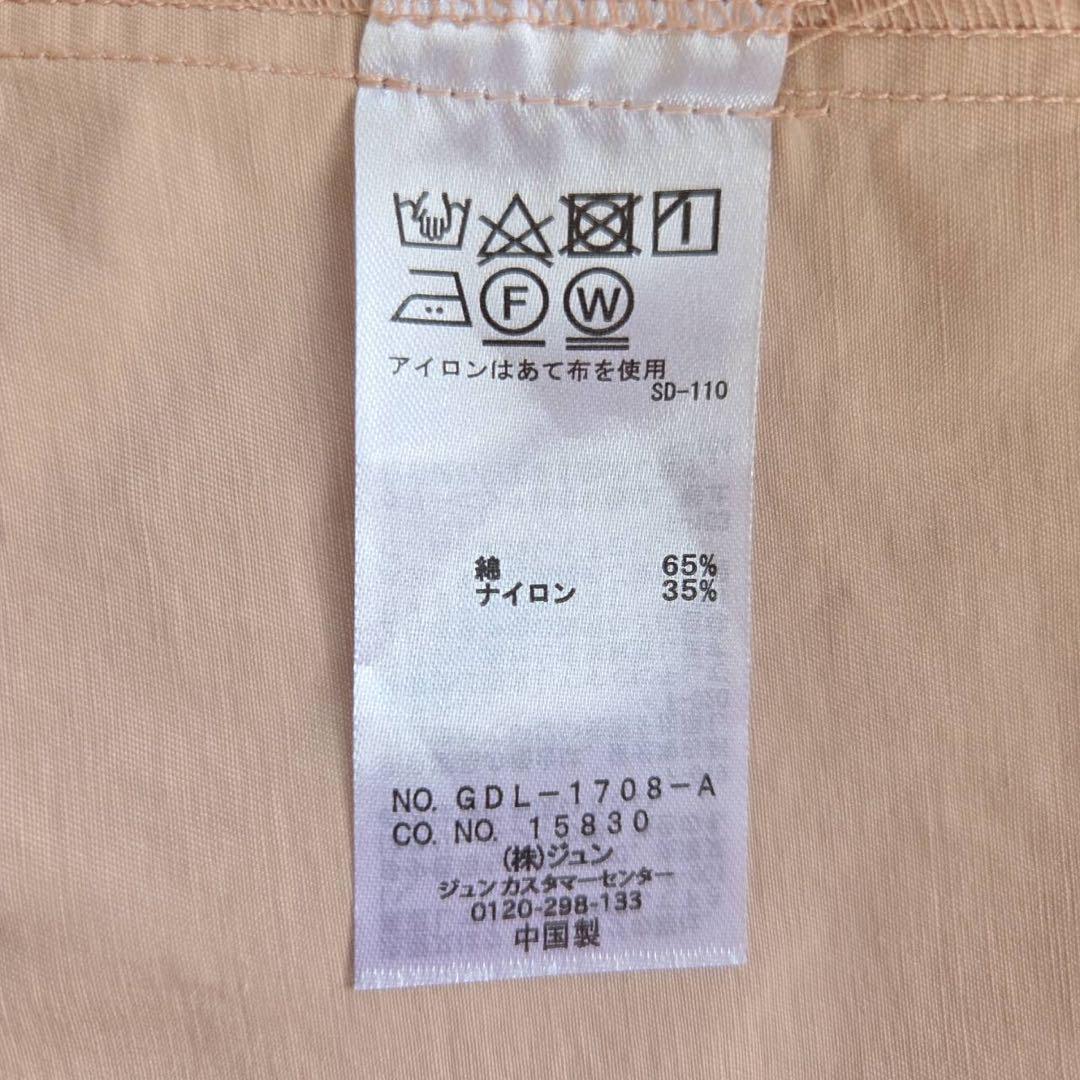 F W
アイロンはあて布を使用
SD-110
綿 65%
ナイロン 35%
NO. GDL-1708-A
CO. NO. 15830
(株)ジュン
ジュンカスタマーセンター
0120-298-133
中国製